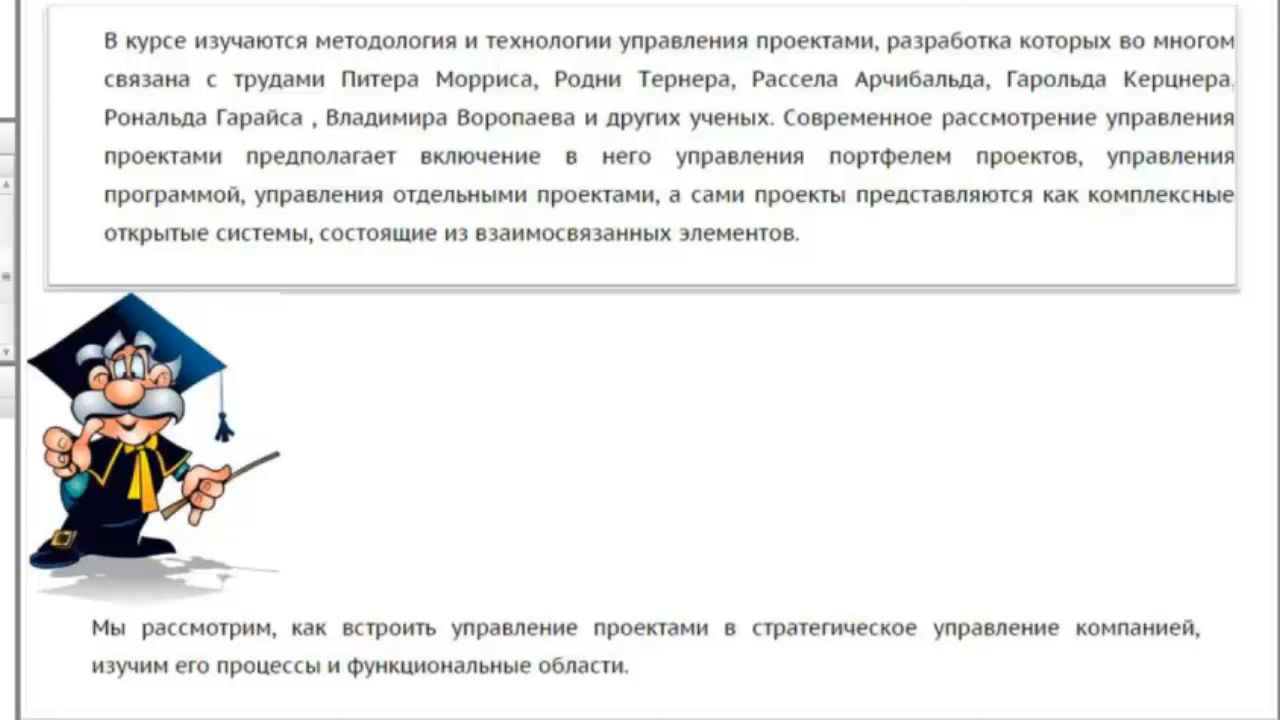 В курсе изучаются методология и технологии управления проектами, разработка которых во многом
связана с трудами Питера Морриса, Родни Тернера, Рассела Арчибальда, Гарольда Керцнера,
Рональда Гарайса , Владимира Воропаева и других ученых. Современное рассмотрение управления
проектами предполагает включение в него управления портфелем проектов, управления
программой, управления отдельными проектами, а сами проекты представляются как комплексные
открытые системы, состоящие из взаимосвязанных элементов.
Мы рассмотрим, как встроить управление проектами в стратегическое управление компанией,
изучим его процессы и функциональные области.